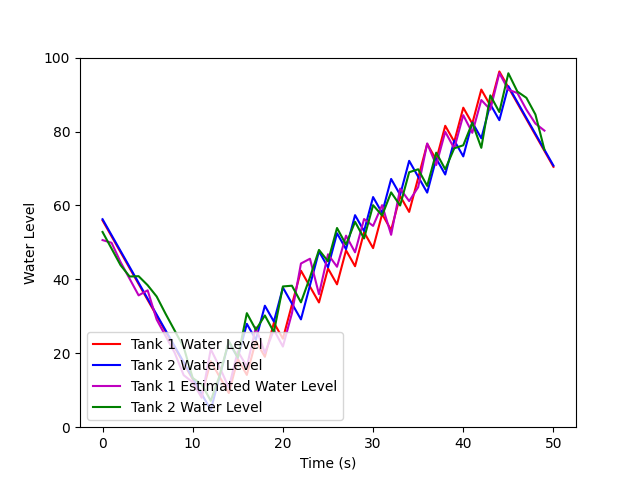 100
80
60
40
20
0
Water Level
Tank 1 Water Level
Tank 2 Water Level
Tank 1 Estimated Water Level
Tank 2 Water Level
0 10 20 30 40 50
Time (s)